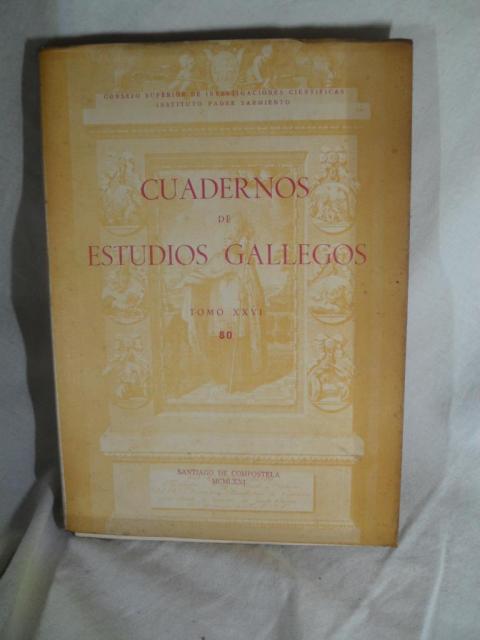 CONSEJO SUPERIOR DE INVESTIGACIONES CIENTIFICAS
INSTITUTO PADRE SARMIENTO
CUADERNOS
DE
ESTUDIOS GALLEGOS
TOMO XXVI
80
SANTIAGO DE COMPOSTELA
MCMLXXI